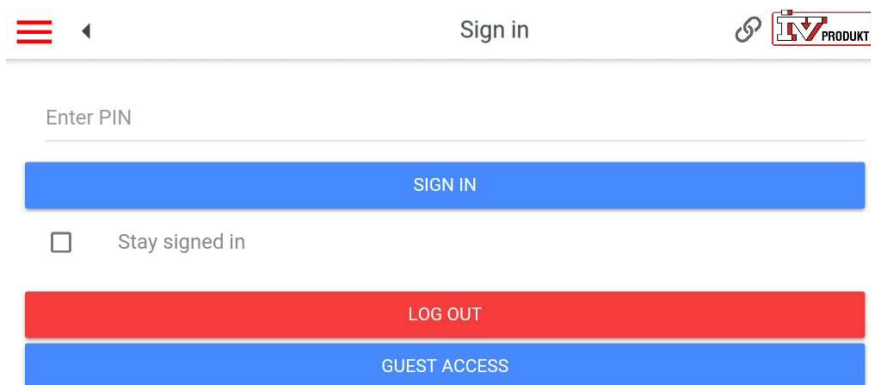 Sign in
IV PRODUKT
Enter PIN
SIGN IN
Stay signed in
LOG OUT
GUEST ACCESS